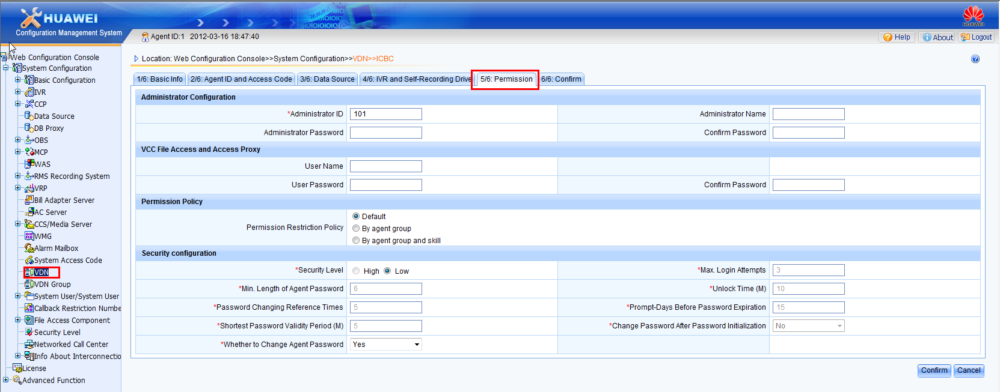 HUAWEI
Configuration Management System
HUAWEI
Agent ID:1 2012-03-16 18:47:40
Help About Logout
Web Configuration Console
System Configuration
Basic Configuration
IVR
CCP
Data Source
DB Proxy
OBS
MCP
WAS
RMS Recording System
VRP
Bill Adapter Server
AC Server
CCS/Media Server
WMG
Alarm Mailbox
System Access Code
VDN
VDN Group
System User/System User
Callback Restriction Numbe
File Access Component
Security Level
Networked Call Center
Info About Interconnectio
License
Advanced Function
Location: Web Configuration Console>>System Configuration>>VDN>>ICBC
1/6: Basic Info 2/6: Agent ID and Access Code 3/6: Data Source 4/6: IVR and Self-Recording Drive 5/6: Permission 6/6: Confirm
Administrator Configuration
*Administrator ID 101 Administrator Name
Administrator Password Confirm Password
VCC File Access and Access Proxy
User Name
User Password Confirm Password
Permission Policy
Permission Restriction Policy
Default
By agent group
By agent group and skill
Security configuration
*Security Level High Low *Max. Login Attempts 3
*Min. Length of Agent Password 6 *Unlock Time (M) 10
*Password Changing Reference Times 5 *Prompt-Days Before Password Expiration 15
*Shortest Password Validity Period (M) 5 *Change Password After Password Initialization No
*Whether to Change Agent Password Yes
Confirm Cancel